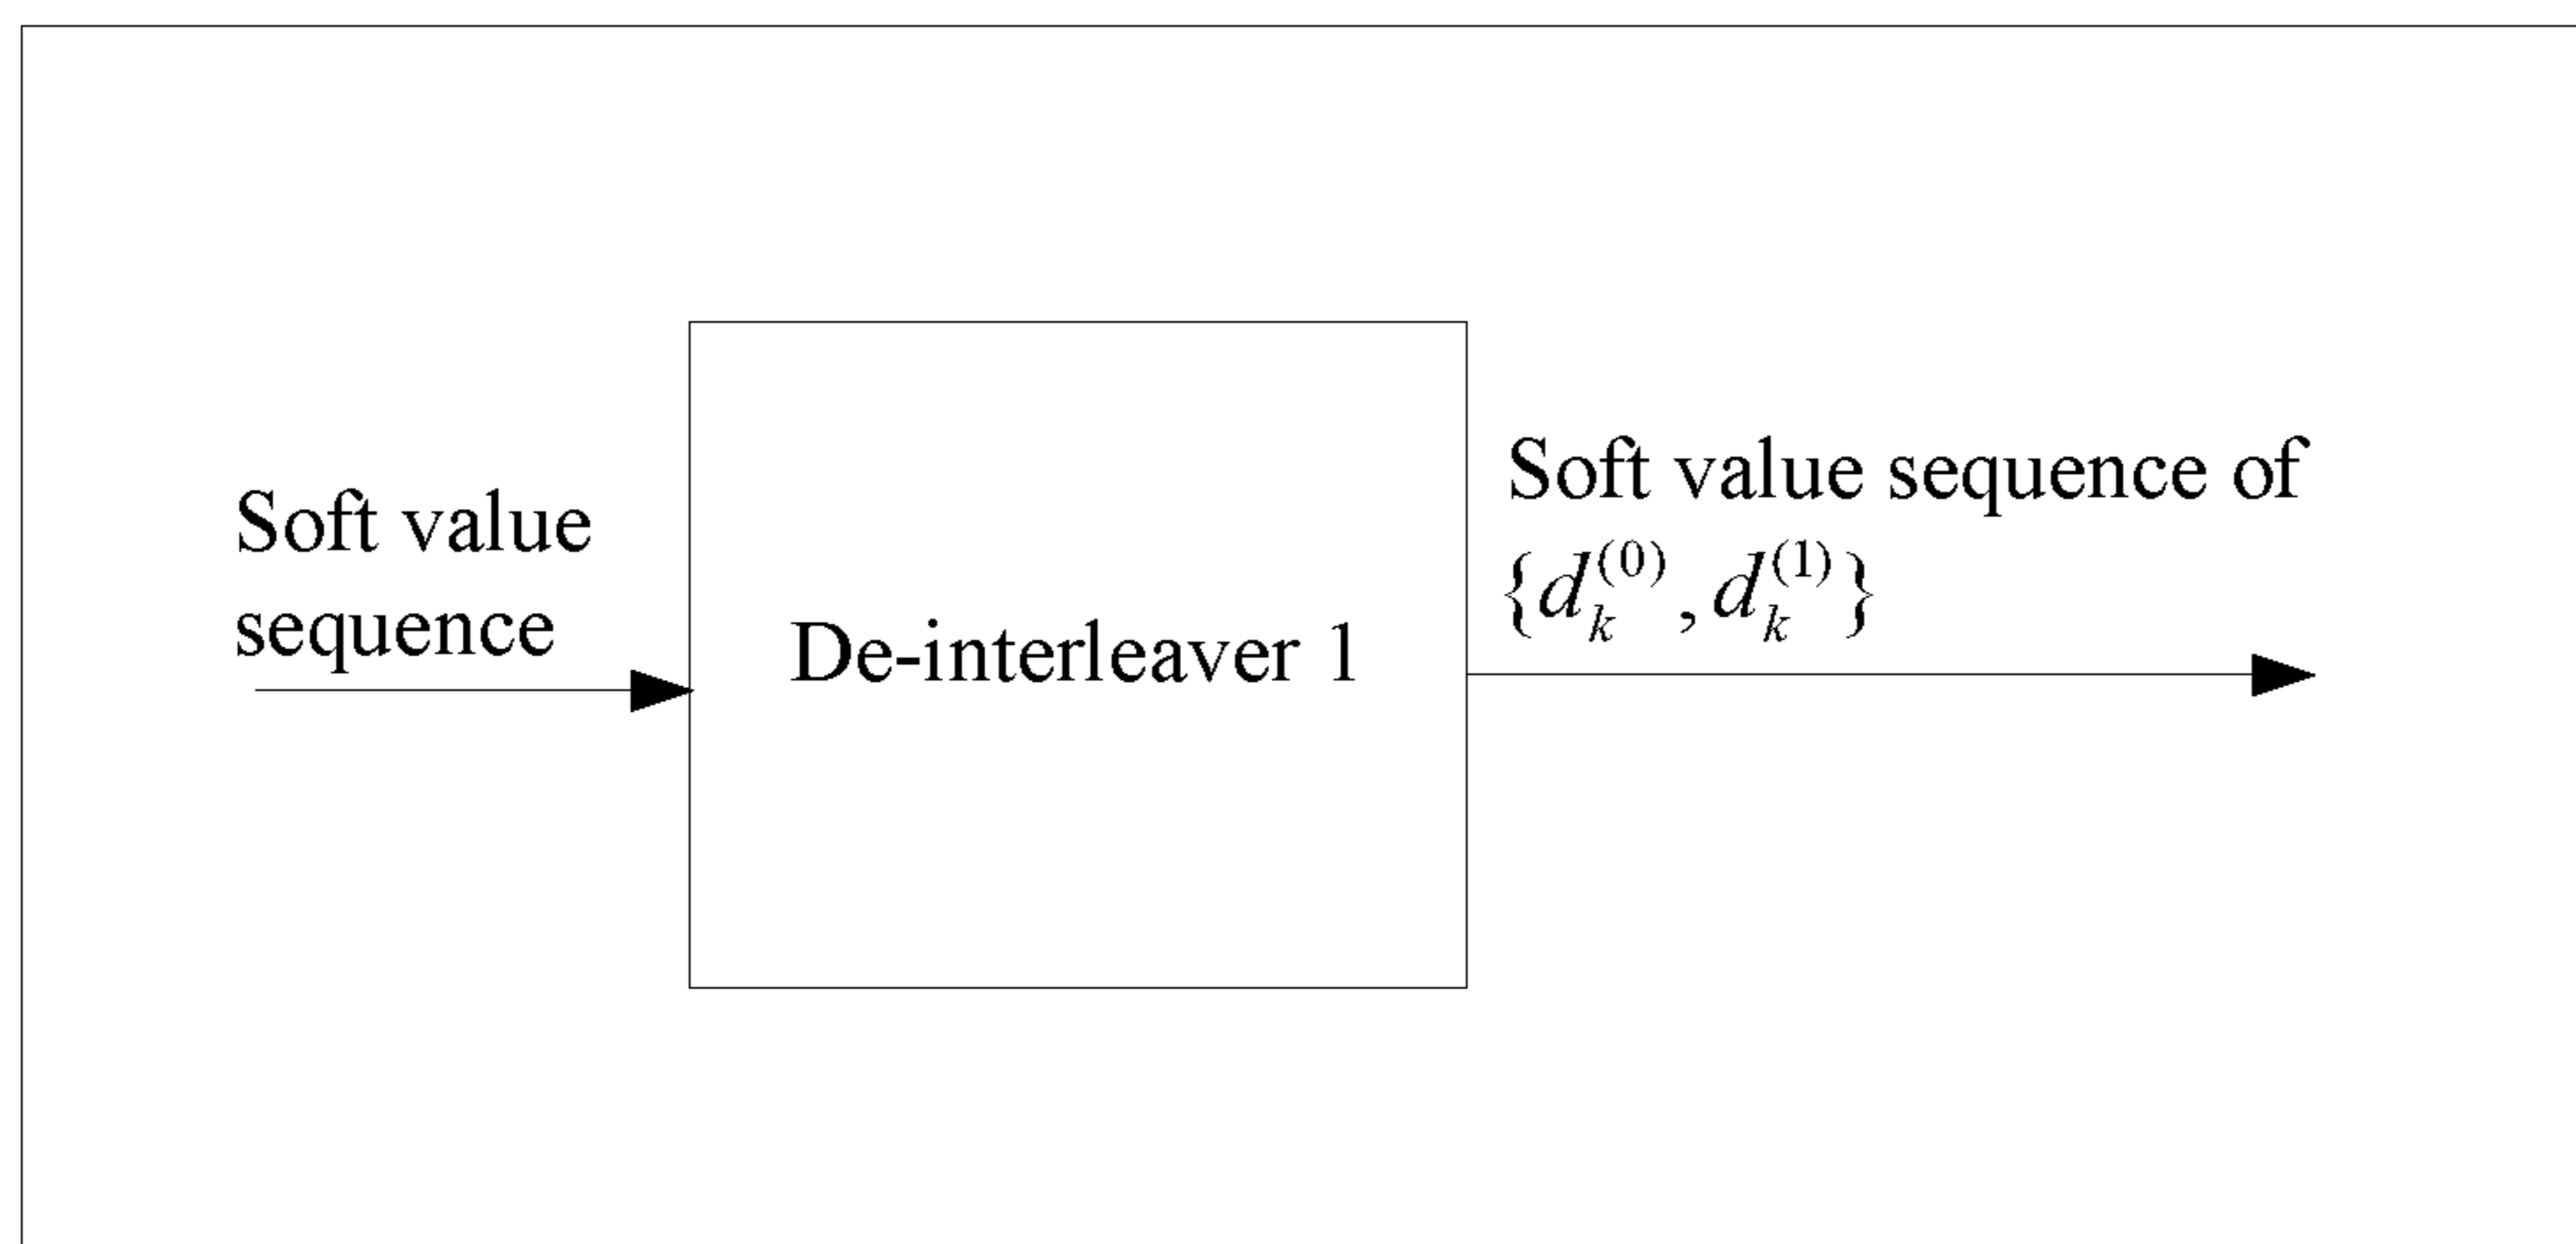 Soft value
sequence
De-interleaver 1
Soft value sequence of
{d_k^{(0)}, d_k^{(1)}}